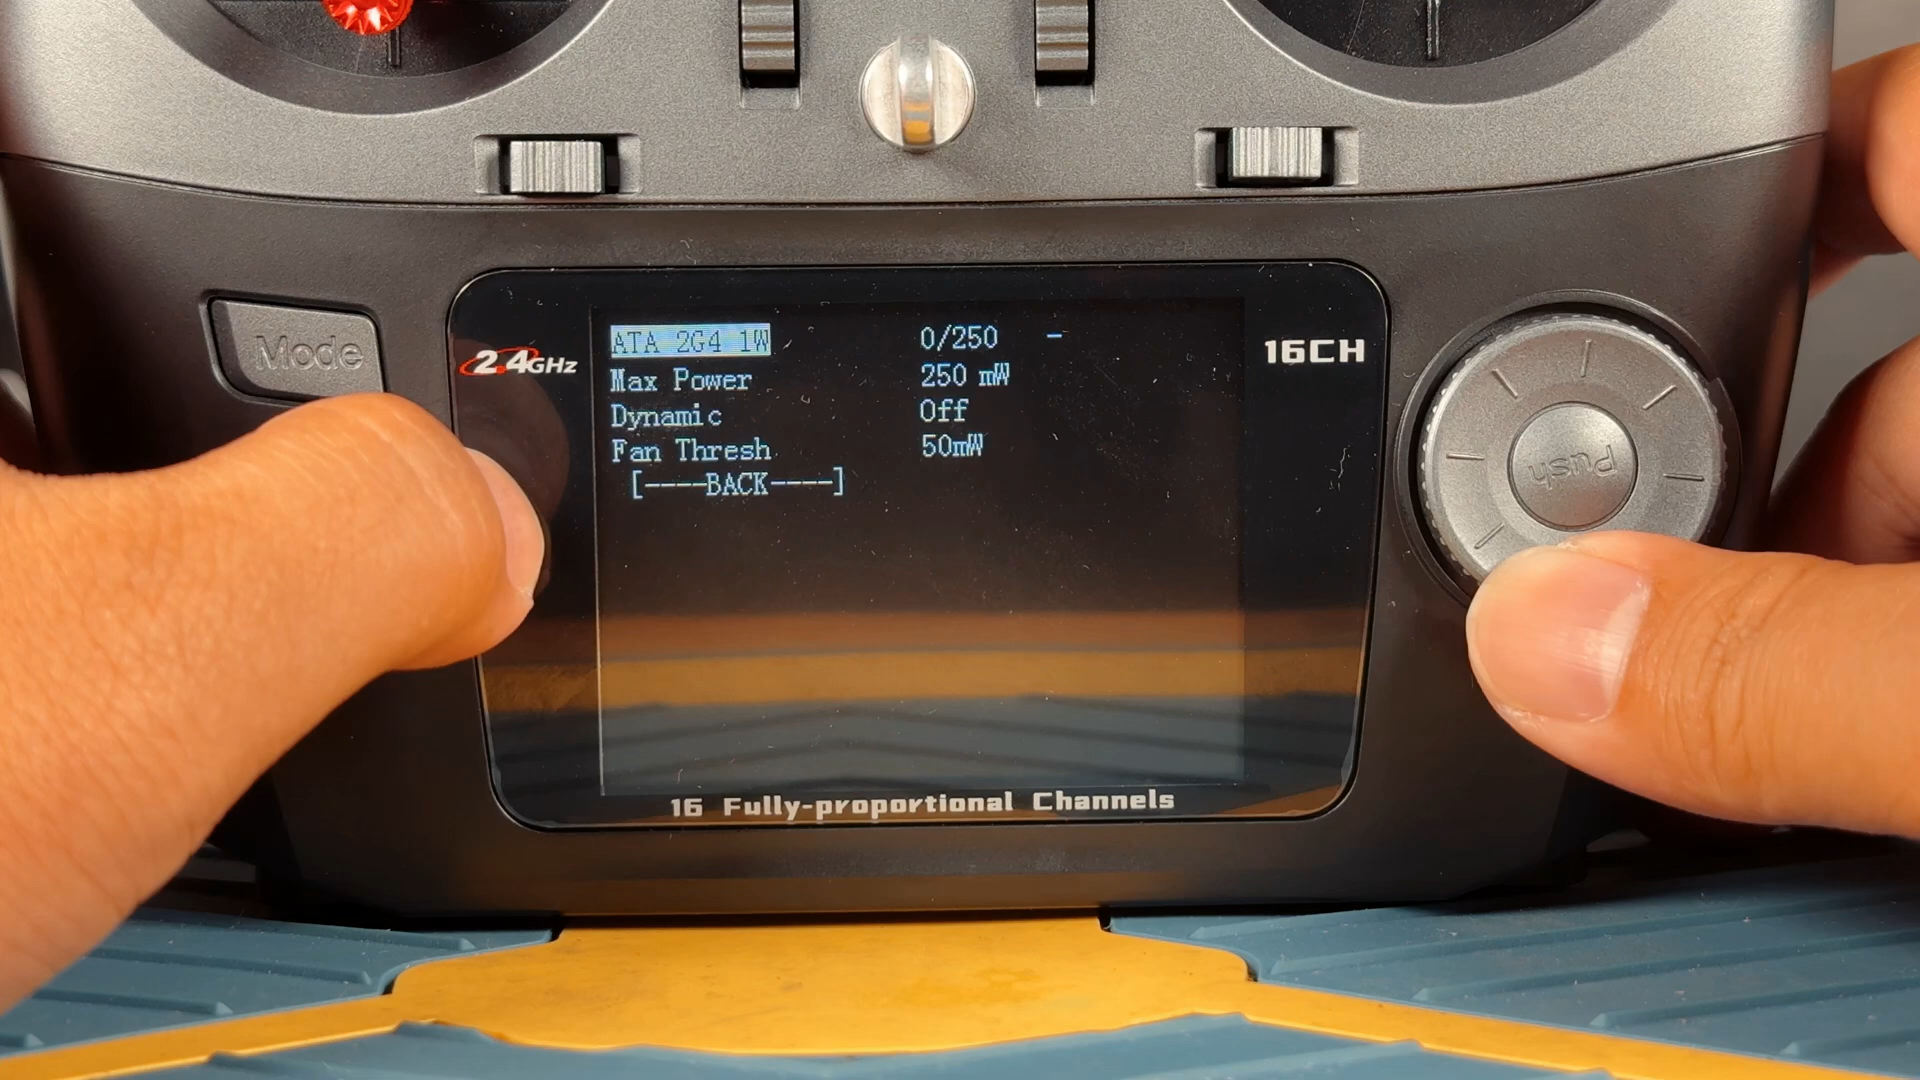 Mode
2.4GHz
ATA 2G4 1W 0/250 -
Max Power 250 mW
Dynamic Off
Fan Thresh 50mW
[----BACK----]
16CH
Push
16 Fully-proportional Channels